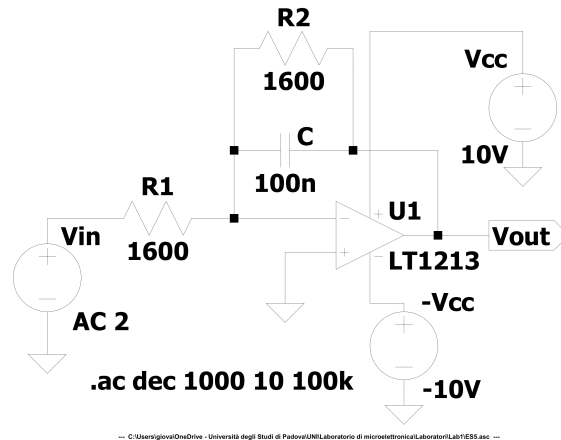 R2
1600
Vcc
10V
C
100n
R1
1600
U1
LT1213
Vin
AC 2
Vout
-Vcc
-10V
.ac dec 1000 10 100k
--- C:\Users\giova\OneDrive - Università degli Studi di Padova\UNI\Laboratorio di microelettronica\Laboratori\Lab1\ES5.asc ---